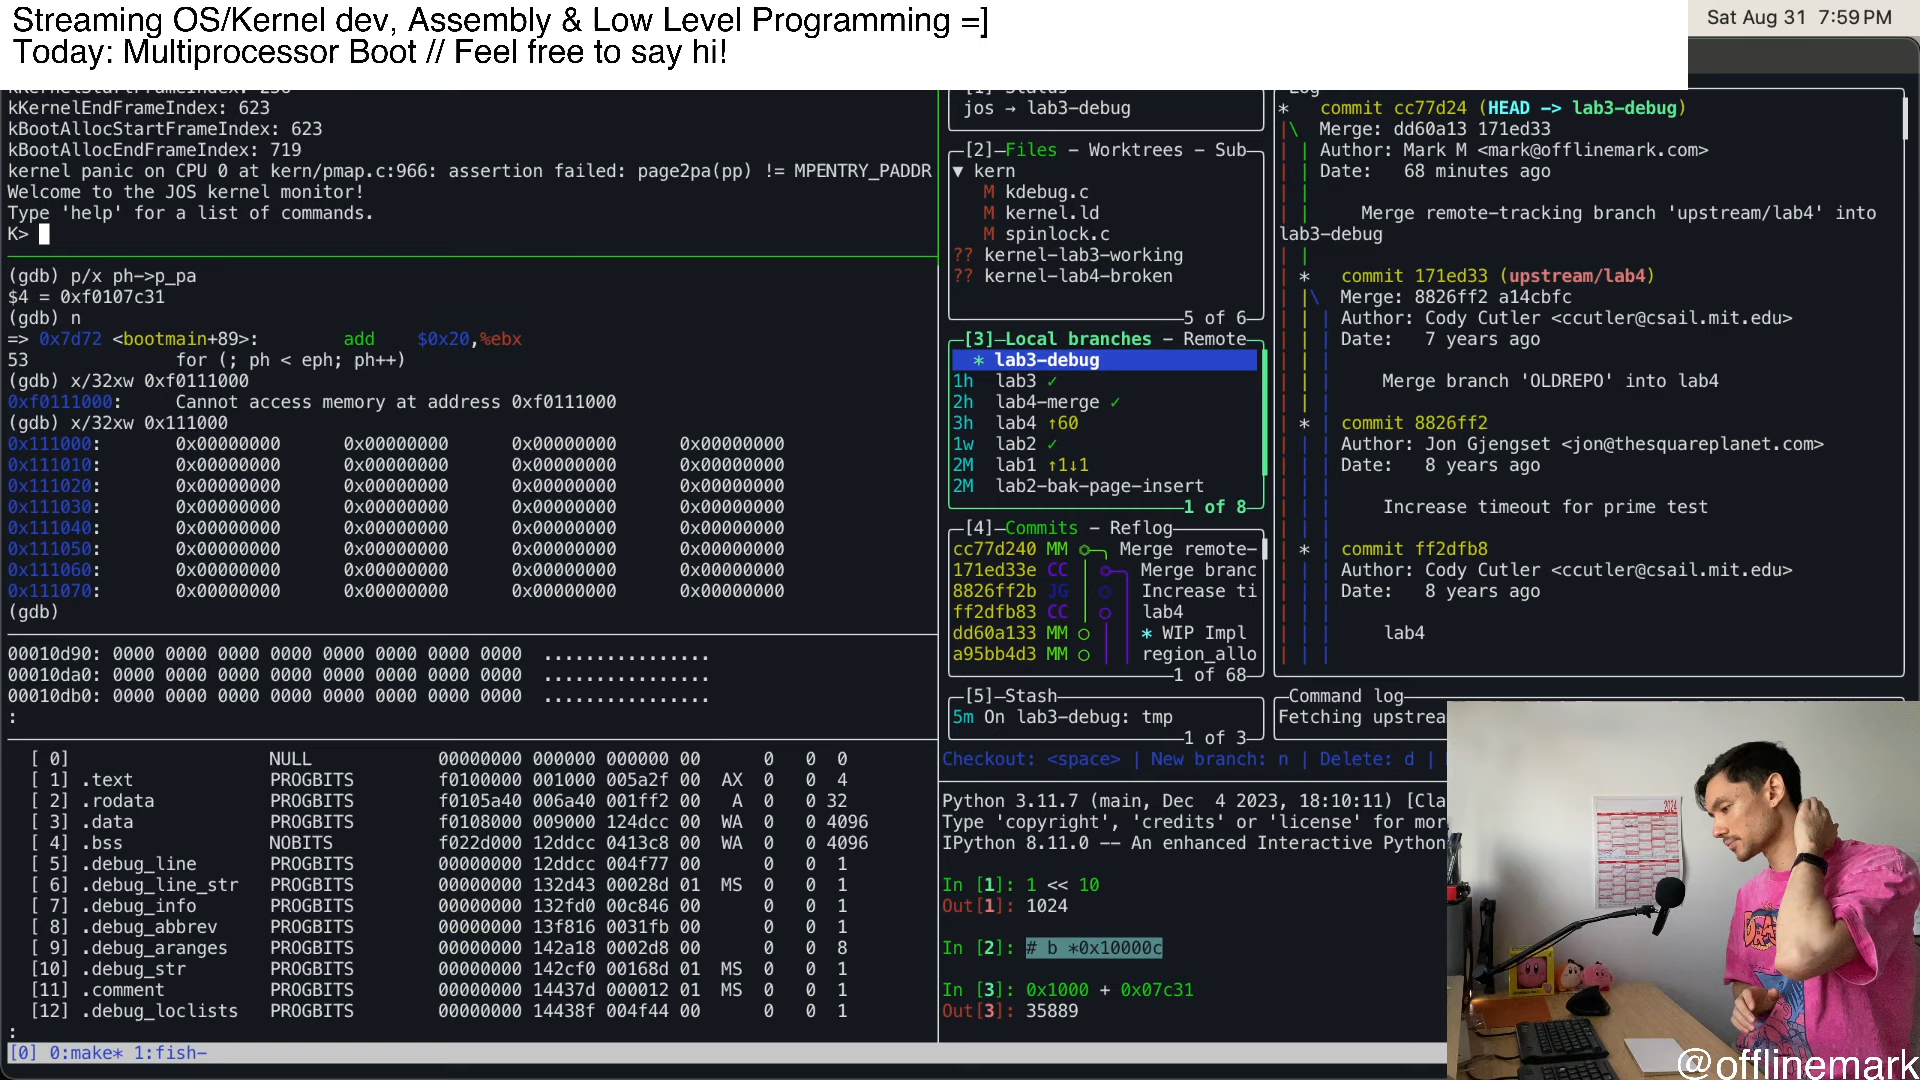 Streaming OS/Kernel dev, Assembly & Low Level Programming =]
Today: Multiprocessor Boot // Feel free to say hi!
Sat Aug 31 7:59 PM
kKernelEndFrameIndex: 623
kBootAllocStartFrameIndex: 623
kBootAllocEndFrameIndex: 719
kernel panic on CPU 0 at kern/pmap.c:966: assertion failed: page2pa(pp) != MPENTRY_PADDR
Welcome to the JOS kernel monitor!
Type 'help' for a list of commands.
K>
(gdb) p/x ph->p_pa
$4 = 0xf0107c31
(gdb) n
=> 0x7d72 <bootmain+89>: add $0x20,%ebx
53 for (; ph < eph; ph++)
(gdb) x/32xw 0xf0111000
0xf0111000: Cannot access memory at address 0xf0111000
(gdb) x/32xw 0x111000
0x111000: 0x00000000 0x00000000 0x00000000 0x00000000
0x111010: 0x00000000 0x00000000 0x00000000 0x00000000
0x111020: 0x00000000 0x00000000 0x00000000 0x00000000
0x111030: 0x00000000 0x00000000 0x00000000 0x00000000
0x111040: 0x00000000 0x00000000 0x00000000 0x00000000
0x111050: 0x00000000 0x00000000 0x00000000 0x00000000
0x111060: 0x00000000 0x00000000 0x00000000 0x00000000
0x111070: 0x00000000 0x00000000 0x00000000 0x00000000
(gdb)
00010d90: 0000 0000 0000 0000 0000 0000 0000 0000 ................
00010da0: 0000 0000 0000 0000 0000 0000 0000 0000 ................
00010db0: 0000 0000 0000 0000 0000 0000 0000 0000 ................
:
[ 0] NULL 00000000 000000 000000 00 0 0 0
[ 1] .text PROGBITS f0100000 001000 005a2f 00 AX 0 0 4
[ 2] .rodata PROGBITS f0105a40 006a40 001ff2 00 A 0 0 32
[ 3] .data PROGBITS f0108000 009000 124dcc 00 WA 0 0 4096
[ 4] .bss NOBITS f022d000 12ddcc 0413c8 00 WA 0 0 4096
[ 5] .debug_line PROGBITS 00000000 12ddcc 004f77 00 0 0 1
[ 6] .debug_line_str PROGBITS 00000000 132d43 00028d 01 MS 0 0 1
[ 7] .debug_info PROGBITS 00000000 132fd0 00c846 00 0 0 1
[ 8] .debug_abbrev PROGBITS 00000000 13f816 0031fb 00 0 0 1
[ 9] .debug_aranges PROGBITS 00000000 142a18 0002d8 00 0 0 8
[10] .debug_str PROGBITS 00000000 142cf0 00168d 01 MS 0 0 1
[11] .comment PROGBITS 00000000 14437d 000012 01 MS 0 0 1
[12] .debug_loclists PROGBITS 00000000 14438f 004f44 00 0 0 1
:
[0] 0:make* 1:fish-
[1] Status
jos → lab3-debug
[2]─Files - Worktrees - Sub
▼ kern
M kdebug.c
M kernel.ld
M spinlock.c
?? kernel-lab3-working
?? kernel-lab4-broken
5 of 6
[3]─Local branches - Remote
* lab3-debug
1h lab3 ✓
2h lab4-merge ✓
3h lab4 ↑60
1w lab2 ✓
2M lab1 ↑1↓1
2M lab2-bak-page-insert
1 of 8
[4]─Commits - Reflog
cc77d240 MM Merge remote-
171ed33e CC Merge branc
8826ff2b JG Increase ti
ff2dfb83 CC lab4
dd60a133 MM * WIP Impl
a95bb4d3 MM region_allo
1 of 68
[5]─Stash
5m On lab3-debug: tmp
1 of 3
Checkout: <space> | New branch: n | Delete: d |
Log
* commit cc77d24 (HEAD -> lab3-debug)
Merge: dd60a13 171ed33
Author: Mark M <mark@offlinemark.com>
Date: 68 minutes ago
Merge remote-tracking branch 'upstream/lab4' into
lab3-debug
* commit 171ed33 (upstream/lab4)
Merge: 8826ff2 a14cbfc
Author: Cody Cutler <ccutler@csail.mit.edu>
Date: 7 years ago
Merge branch 'OLDREPO' into lab4
* commit 8826ff2
Author: Jon Gjengset <jon@thesquareplanet.com>
Date: 8 years ago
Increase timeout for prime test
* commit ff2dfb8
Author: Cody Cutler <ccutler@csail.mit.edu>
Date: 8 years ago
lab4
Command log
Fetching upstrea
Python 3.11.7 (main, Dec 4 2023, 18:10:11) [Cla
Type 'copyright', 'credits' or 'license' for mor
IPython 8.11.0 -- An enhanced Interactive Python
In [1]: 1 << 10
Out[1]: 1024
In [2]: # b *0x10000c
In [3]: 0x1000 + 0x07c31
Out[3]: 35889
2024
@offlinemark